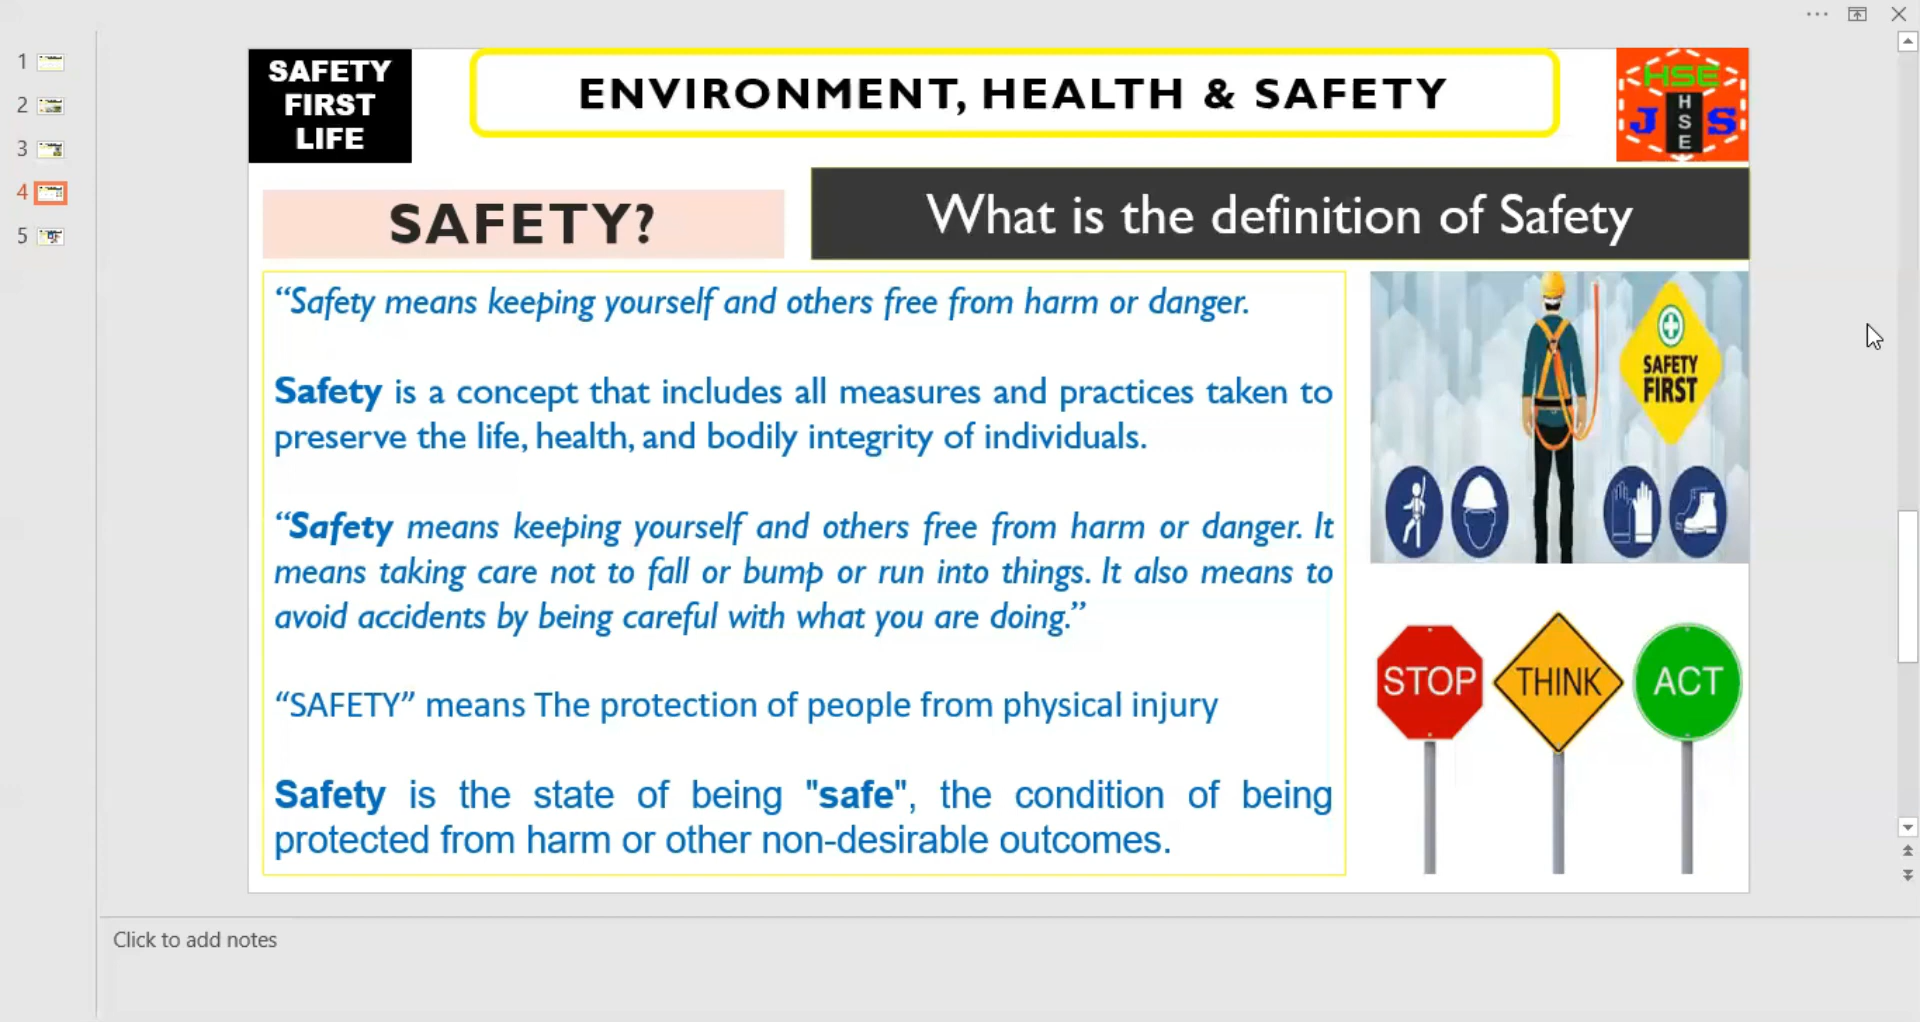 1
2
3
4
5
SAFETY
FIRST
LIFE
ENVIRONMENT, HEALTH & SAFETY
HSE
J
H
S
E
S
SAFETY?
What is the definition of Safety
“Safety means keeping yourself and others free from harm or danger.
Safety is a concept that includes all measures and practices taken to
preserve the life, health, and bodily integrity of individuals.
“Safety means keeping yourself and others free from harm or danger. It
means taking care not to fall or bump or run into things. It also means to
avoid accidents by being careful with what you are doing.”
“SAFETY” means The protection of people from physical injury
Safety is the state of being "safe", the condition of being
protected from harm or other non-desirable outcomes.
SAFETY
FIRST
STOP
THINK
ACT
Click to add notes